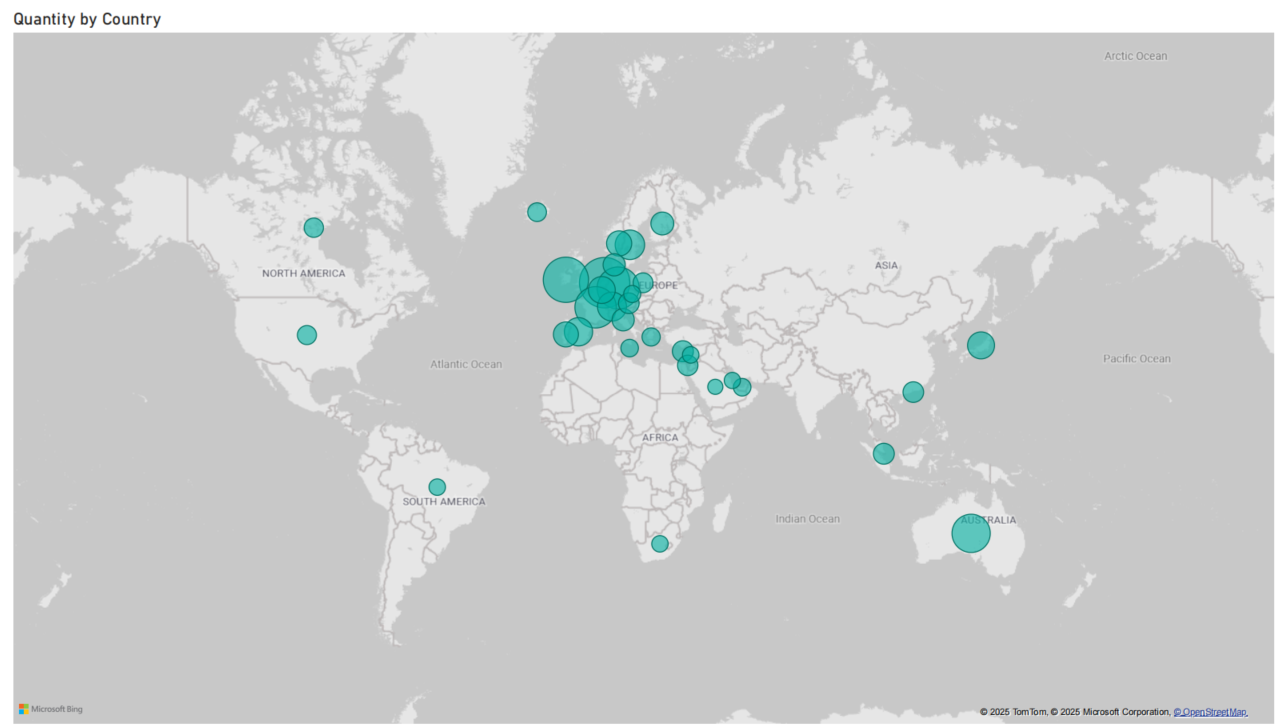 Quantity by Country
Arctic Ocean
ASIA
NORTH AMERICA
EUROPE
Pacific Ocean
Atlantic Ocean
AFRICA
SOUTH AMERICA
Indian Ocean
AUSTRALIA
Microsoft Bing
© 2025 TomTom, © 2025 Microsoft Corporation, © OpenStreetMap